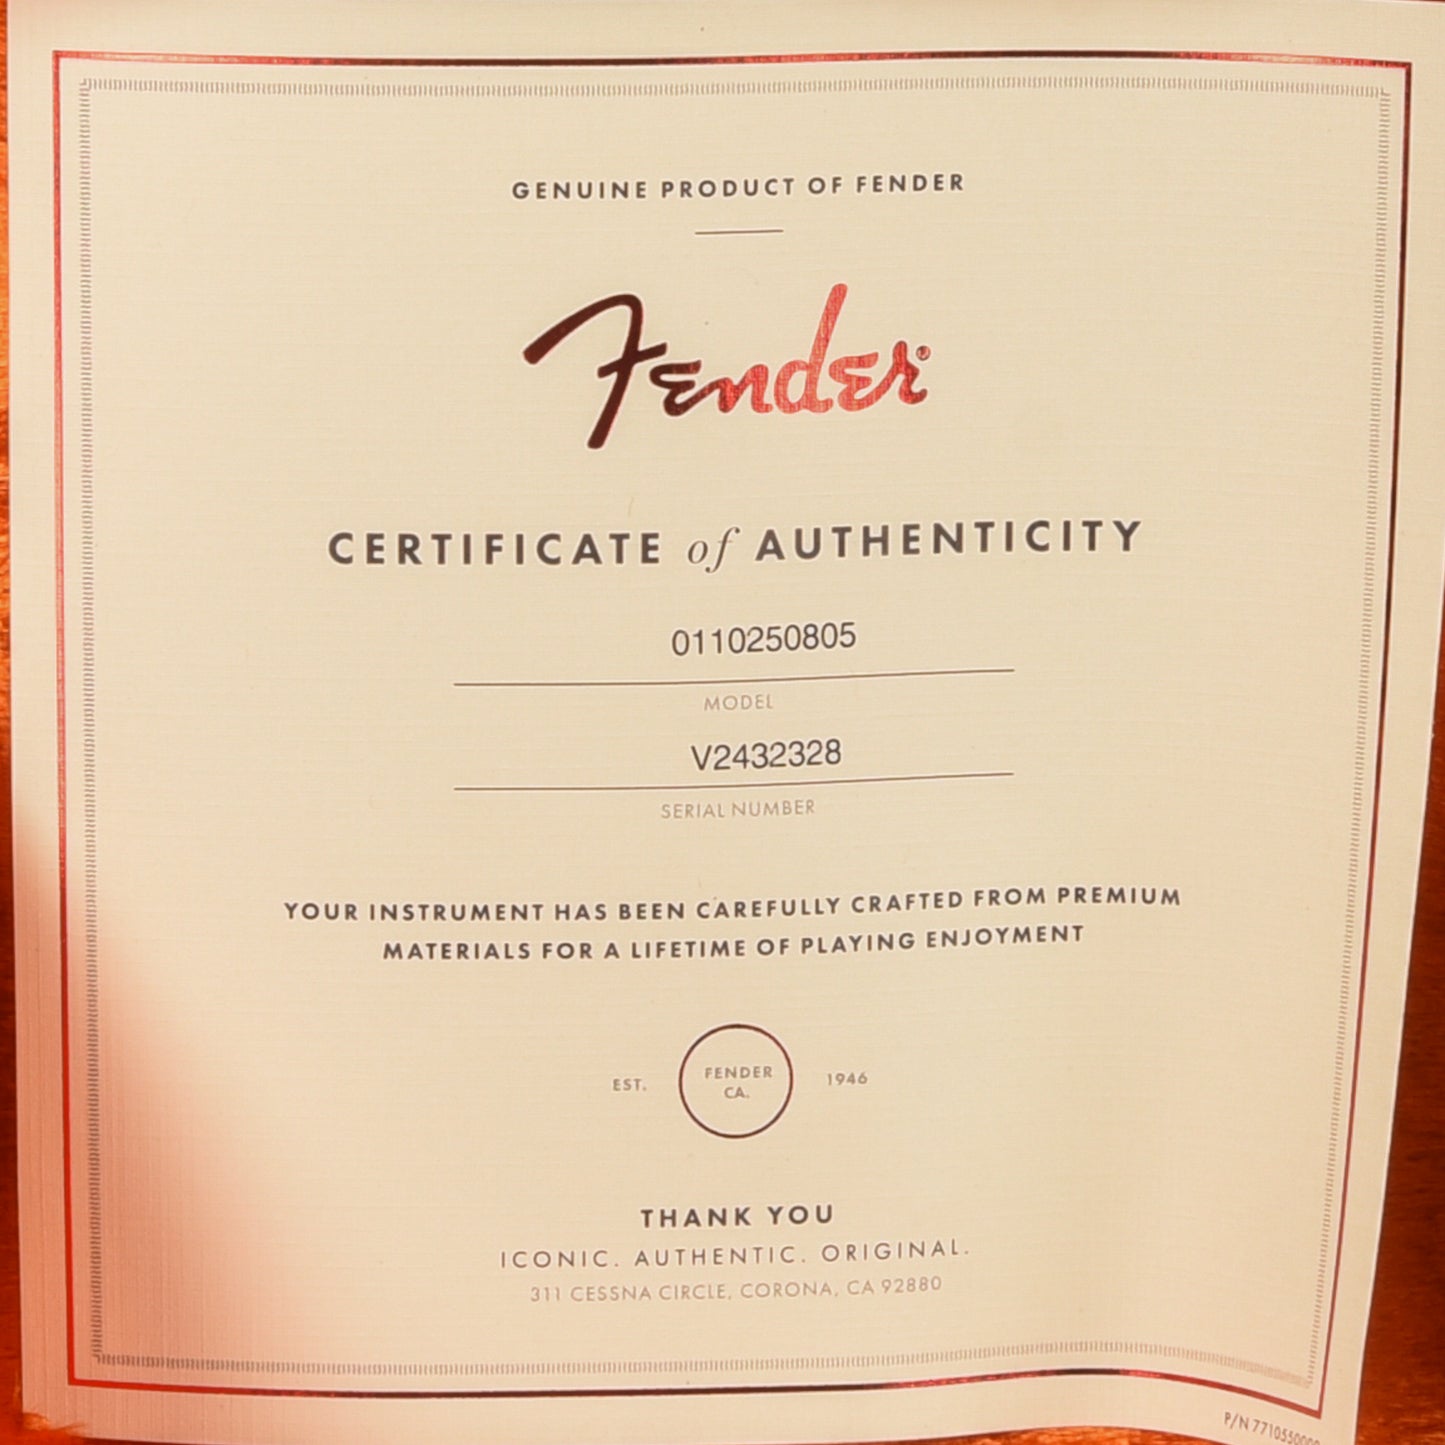 GENUINE PRODUCT OF FENDER
Fender®
CERTIFICATE of AUTHENTICITY
0110250805
MODEL
V2432328
SERIAL NUMBER
YOUR INSTRUMENT HAS BEEN CAREFULLY CRAFTED FROM PREMIUM
MATERIALS FOR A LIFETIME OF PLAYING ENJOYMENT
EST. FENDER CA. 1946
THANK YOU
ICONIC. AUTHENTIC. ORIGINAL.
311 CESSNA CIRCLE, CORONA, CA 92880
P/N